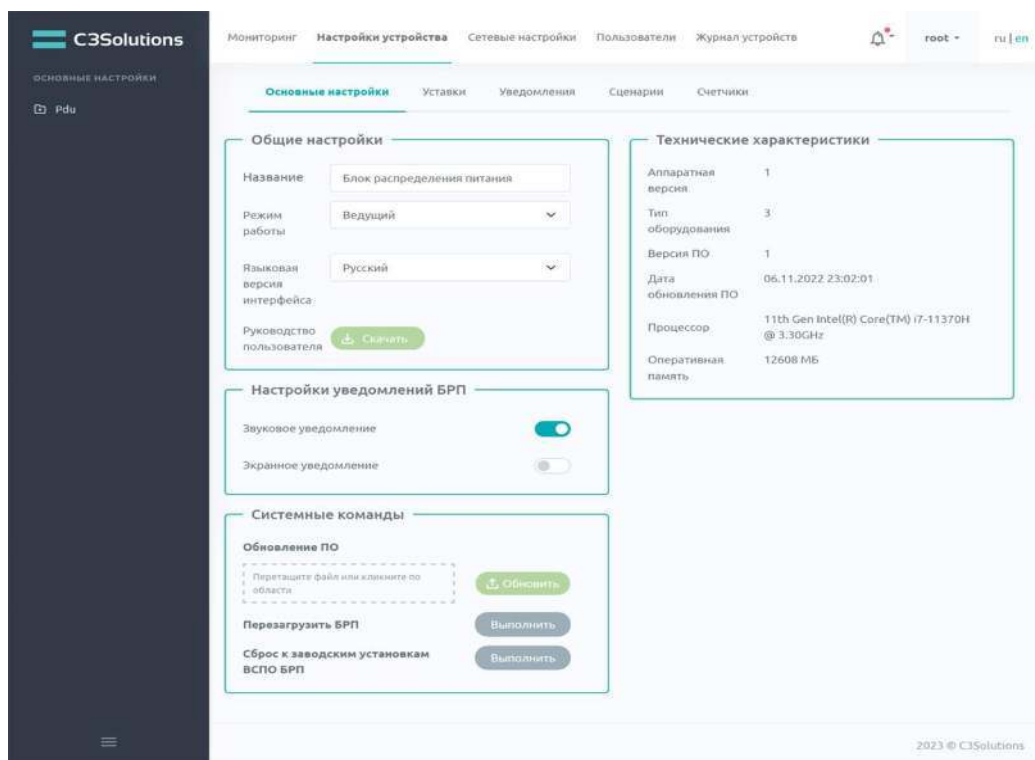 C3Solutions
ОСНОВНЫЕ НАСТРОЙКИ
Pdu
Мониторинг Настройки устройства Сетевые настройки Пользователи Журнал устройств root ru | en
Основные настройки Уставки Уведомления Сценарии Счетчики
Общие настройки
Название Блок распределения питания
Режим
работы
Ведущий
Языковая
версия
интерфейса
Русский
Руководство
пользователя
Скачать
Настройки уведомлений БРП
Звуковое уведомление
Экранное уведомление
Системные команды
Обновление ПО
Перетащите файл или кликните по
области
Обновить
Перезагрузить БРП Выполнить
Сброс к заводским установкам
ВСПО БРП
Выполнить
Технические характеристики
Аппаратная
версия
1
Тип
оборудования
3
Версия ПО 1
Дата
обновления ПО
06.11.2022 23:02:01
Процессор
11th Gen Intel(R) Core(TM) i7-11370H
@ 3.30GHz
Оперативная
память
12608 МБ
2023 © C3Solutions